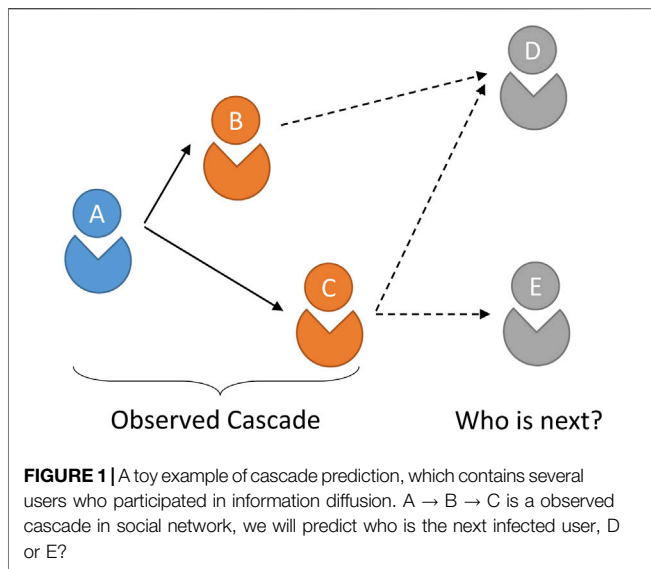 D
B
A
C
E
Observed Cascade
Who is next?
FIGURE 1 | A toy example of cascade prediction, which contains several
users who participated in information diffusion. A → B → C is a observed
cascade in social network, we will predict who is the next infected user, D
or E?